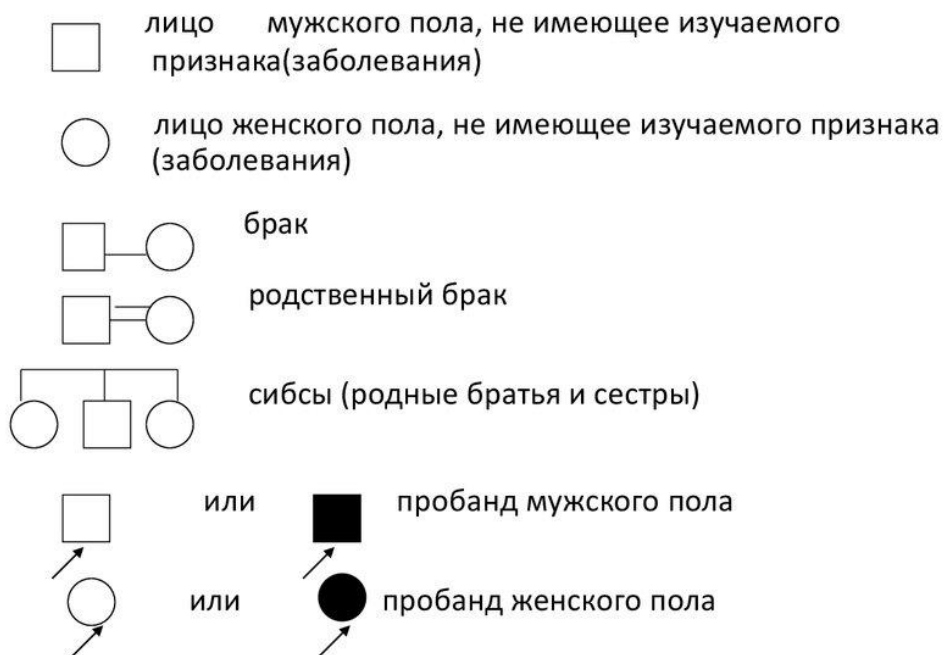 лицо мужского пола, не имеющее изучаемого
признака(заболевания)
лицо женского пола, не имеющее изучаемого признака
(заболевания)
брак
родственный брак
сибсы (родные братья и сестры)
или пробанд мужского пола
или пробанд женского пола